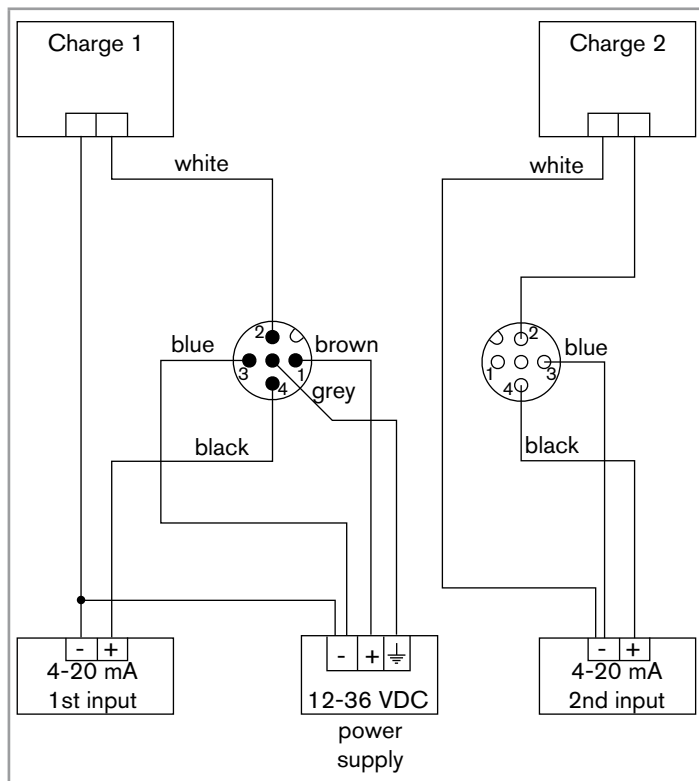 Charge 1
Charge 2
white
white
2
2
blue
brown
blue
3
1
1
3
4
grey
4
black
black
- +
- +
- +
4-20 mA
1st input
12-36 VDC
power
supply
4-20 mA
2nd input